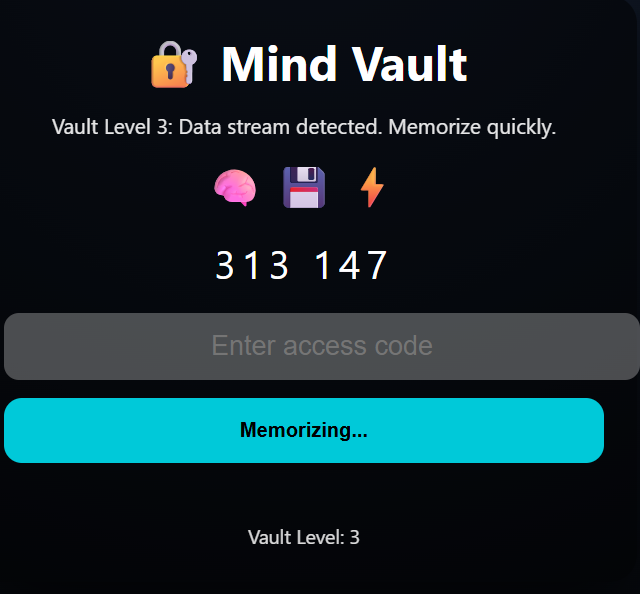 Mind Vault
Vault Level 3: Data stream detected. Memorize quickly.
313 147
Enter access code
Memorizing...
Vault Level: 3